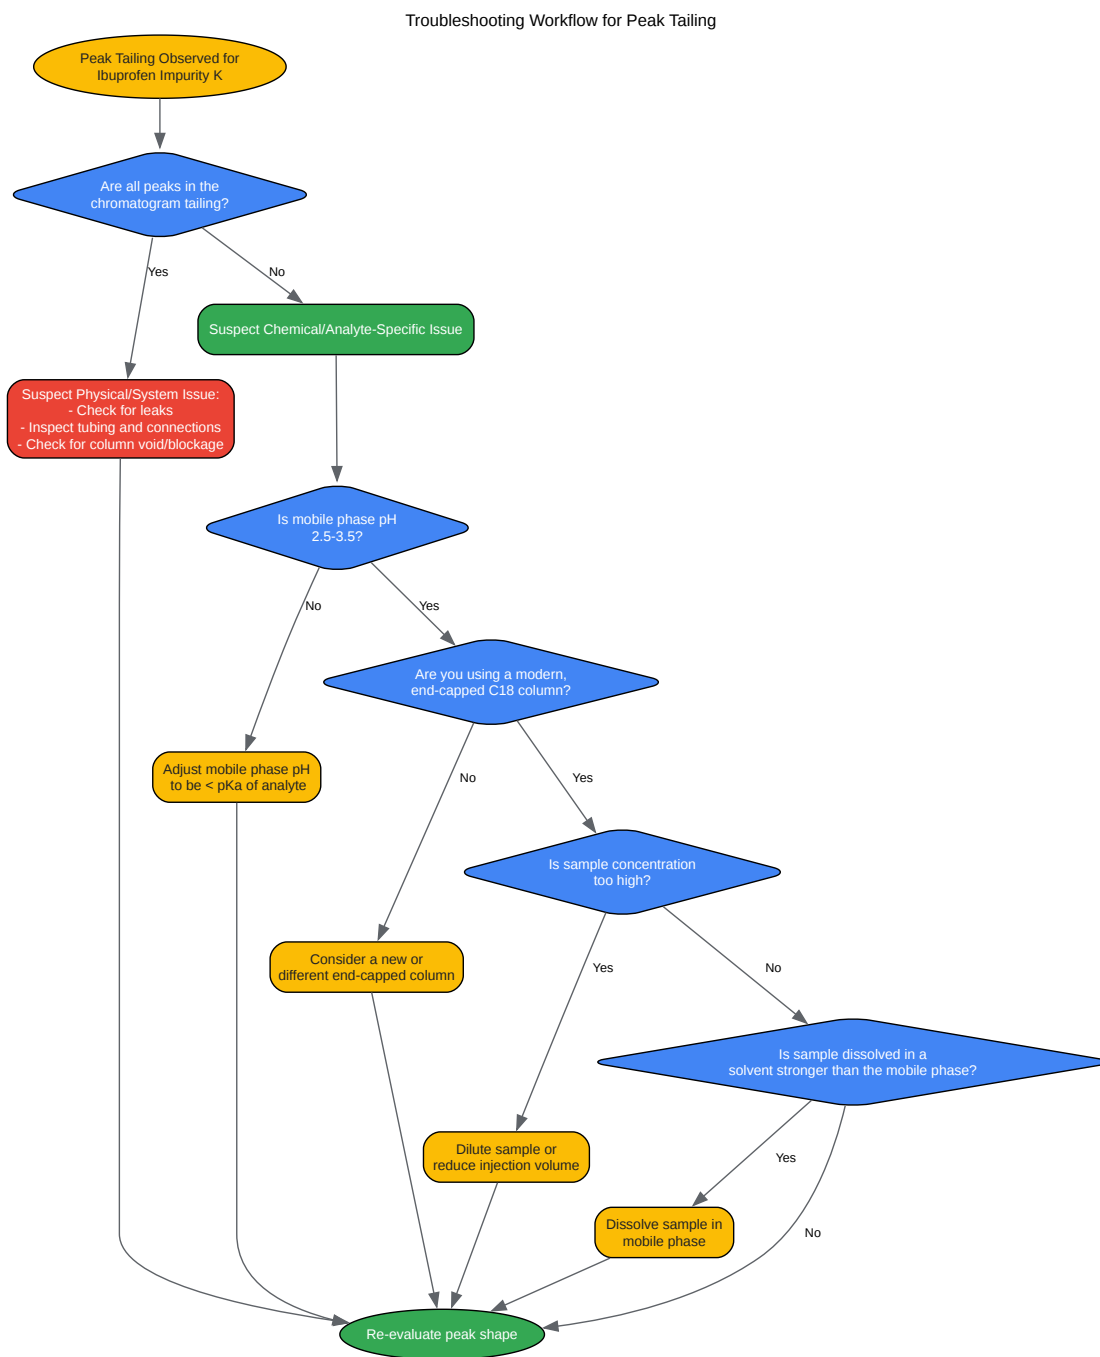 Troubleshooting Workflow for Peak Tailing
Peak Tailing Observed for
Ibuprofen Impurity K
Are all peaks in the
chromatogram tailing?
Yes
No
Suspect Chemical/Analyte-Specific Issue
Suspect Physical/System Issue:
- Check for leaks
- Inspect tubing and connections
- Check for column void/blockage
Is mobile phase pH
2.5-3.5?
No
Yes
Are you using a modern,
end-capped C18 column?
Adjust mobile phase pH
to be < pKa of analyte
No
Yes
Is sample concentration
too high?
Consider a new or
different end-capped column
Yes
No
Is sample dissolved in a
solvent stronger than the mobile phase?
Dilute sample or
reduce injection volume
Yes
No
Dissolve sample in
mobile phase
Re-evaluate peak shape